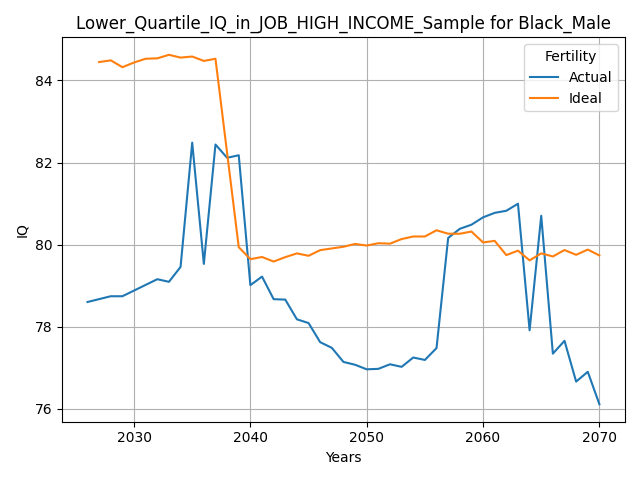 Lower_Quartile_IQ_in_JOB_HIGH_INCOME_Sample for Black_Male
Fertility
Actual
Ideal
IQ
84
82
80
78
76
2030
2040
2050
2060
2070
Years